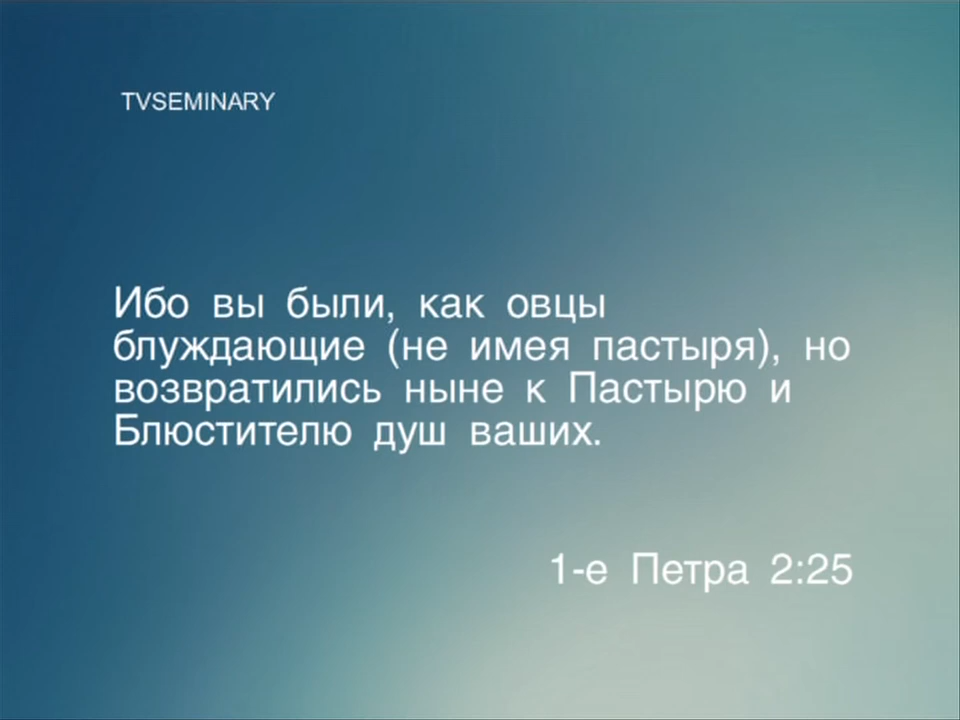 TVSEMINARY
Ибо вы были, как овцы
блуждающие (не имея пастыря), но
возвратились ныне к Пастырю и
Блюстителю душ ваших.
1-е Петра 2:25